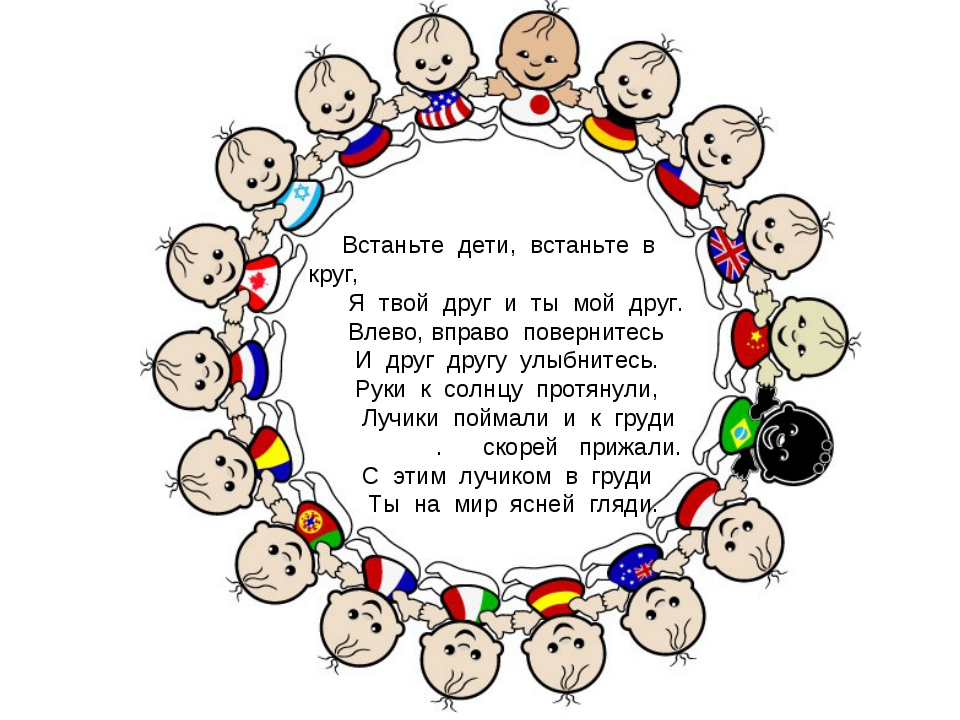 Встаньте дети, встаньте в
круг,
Я твой друг и ты мой друг.
Влево, вправо повернитесь
И друг другу улыбнитесь.
Руки к солнцу протянули,
Лучики поймали и к груди
. скорей прижали.
С этим лучиком в груди
Ты на мир ясней гляди.